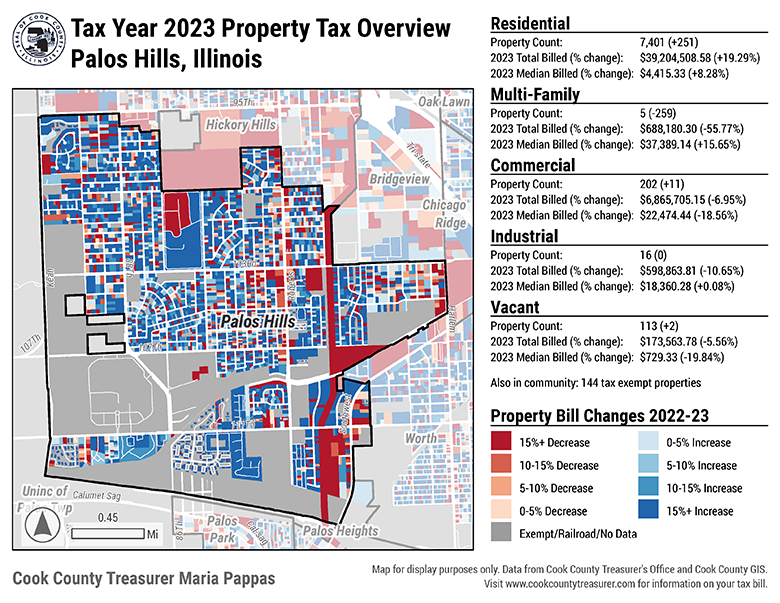 SEAL OF COOK COUNTY
ILLINOIS
Tax Year 2023 Property Tax Overview
Palos Hills, Illinois
95Th
Oak Lawn
Hickory Hills
Tri-state
Bridgeview
Chicago
Ridge
Kean
Roberts
Palos Hills
Harlem
107Th
107Th
111Th
Southwest
Worth
Uninc of
Palos Twp
Calumet Sag
0.45
Mi
86Th
Palos
Park
Palos Heights
Cook County Treasurer Maria Pappas
Residential
Property Count: 7,401 (+251)
2023 Total Billed (% change): $39,204,508.58 (+19.29%)
2023 Median Billed (% change): $4,415.33 (+8.28%)
Multi-Family
Property Count: 5 (-259)
2023 Total Billed (% change): $688,180.30 (-55.77%)
2023 Median Billed (% change): $37,389.14 (+15.65%)
Commercial
Property Count: 202 (+11)
2023 Total Billed (% change): $6,865,705.15 (-6.95%)
2023 Median Billed (% change): $22,474.44 (-18.56%)
Industrial
Property Count: 16 (0)
2023 Total Billed (% change): $598,863.81 (-10.65%)
2023 Median Billed (% change): $18,360.28 (+0.08%)
Vacant
Property Count: 113 (+2)
2023 Total Billed (% change): $173,563.78 (-5.56%)
2023 Median Billed (% change): $729.33 (-19.84%)
Also in community: 144 tax exempt properties
Property Bill Changes 2022-23
15%+ Decrease 0-5% Increase
10-15% Decrease 5-10% Increase
5-10% Decrease 10-15% Increase
0-5% Decrease 15%+ Increase
Exempt/Railroad/No Data
Map for display purposes only. Data from Cook County Treasurer's Office and Cook County GIS.
Visit www.cookcountytreasurer.com for information on your tax bill.